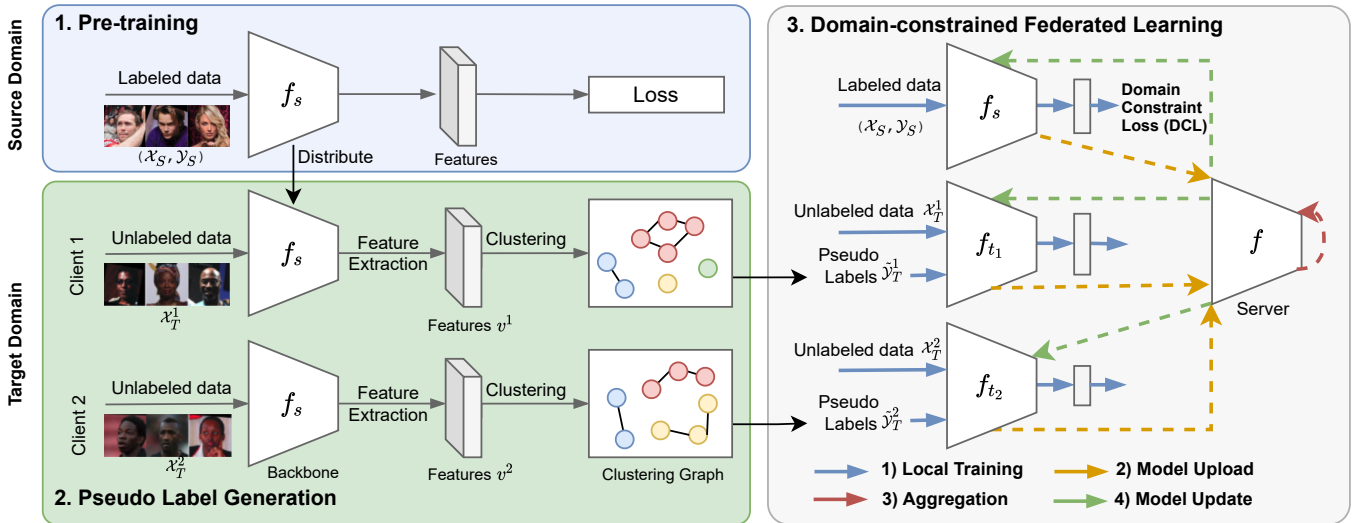 Source Domain
1. Pre-training
Labeled data
(𝒳_S, 𝒴_S)
f_s
Features
Loss
Distribute
Target Domain
Client 1
Unlabeled data
𝒳_T^1
f_s
Feature
Extraction
Features v^1
Clustering
Client 2
Unlabeled data
𝒳_T^2
f_s
Backbone
Feature
Extraction
Features v^2
Clustering
Clustering Graph
2. Pseudo Label Generation
3. Domain-constrained Federated Learning
Labeled data
(𝒳_S, 𝒴_S)
f_s
Domain
Constraint
Loss (DCL)
Unlabeled data 𝒳_T^1
Pseudo
Labels 𝒴̃_T^1
f_{t_1}
f
Server
Unlabeled data 𝒳_T^2
Pseudo
Labels 𝒴̃_T^2
f_{t_2}
1) Local Training
2) Model Upload
3) Aggregation
4) Model Update